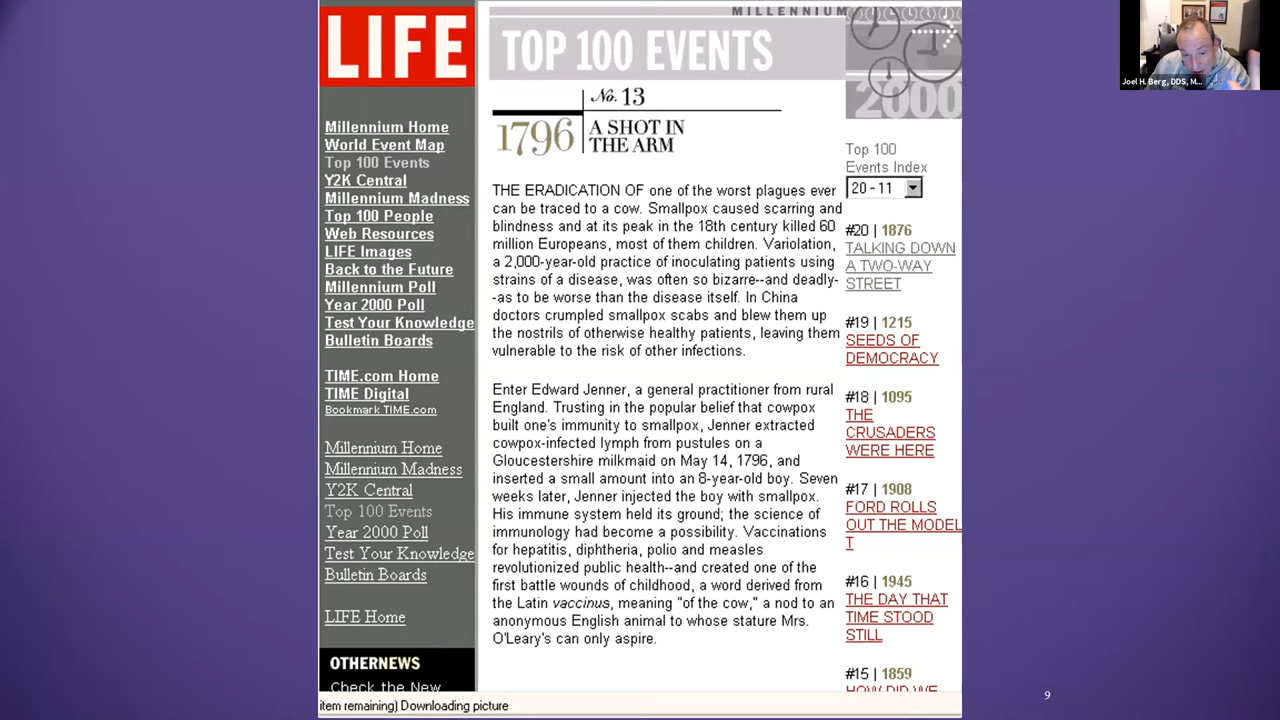 MILLENNIUM
LIFE
TOP 100 EVENTS
2000
No. 13
1796
A SHOT IN
THE ARM
Millennium Home
World Event Map
Top 100 Events
Y2K Central
Millennium Madness
Top 100 People
Web Resources
LIFE Images
Back to the Future
Millennium Poll
Year 2000 Poll
Test Your Knowledge
Bulletin Boards
TIME.com Home
TIME Digital
Bookmark TIME.com
Millennium Home
Millennium Madness
Y2K Central
Top 100 Events
Year 2000 Poll
Test Your Knowledge
Bulletin Boards
LIFE Home
OTHERNEWS
Check the New
THE ERADICATION OF one of the worst plagues ever
can be traced to a cow. Smallpox caused scarring and
blindness and at its peak in the 18th century killed 60
million Europeans, most of them children. Variolation,
a 2,000-year-old practice of inoculating patients using
strains of a disease, was often so bizarre--and deadly-
-as to be worse than the disease itself. In China
doctors crumpled smallpox scabs and blew them up
the nostrils of otherwise healthy patients, leaving them
vulnerable to the risk of other infections.
Enter Edward Jenner, a general practitioner from rural
England. Trusting in the popular belief that cowpox
built one's immunity to smallpox, Jenner extracted
cowpox-infected lymph from pustules on a
Gloucestershire milkmaid on May 14, 1796, and
inserted a small amount into an 8-year-old boy. Seven
weeks later, Jenner injected the boy with smallpox.
His immune system held its ground; the science of
immunology had become a possibility. Vaccinations
for hepatitis, diphtheria, polio and measles
revolutionized public health--and created one of the
first battle wounds of childhood, a word derived from
the Latin vaccinus, meaning "of the cow," a nod to an
anonymous English animal to whose stature Mrs.
O'Leary's can only aspire.
Top 100
Events Index
20 - 11
#20 | 1876
TALKING DOWN
A TWO-WAY
STREET
#19 | 1215
SEEDS OF
DEMOCRACY
#18 | 1095
THE
CRUSADERS
WERE HERE
#17 | 1908
FORD ROLLS
OUT THE MODEL
T
#16 | 1945
THE DAY THAT
TIME STOOD
STILL
#15 | 1859
HOW DID WE
item remaining) Downloading picture
Joel H. Berg, DDS, M...
9